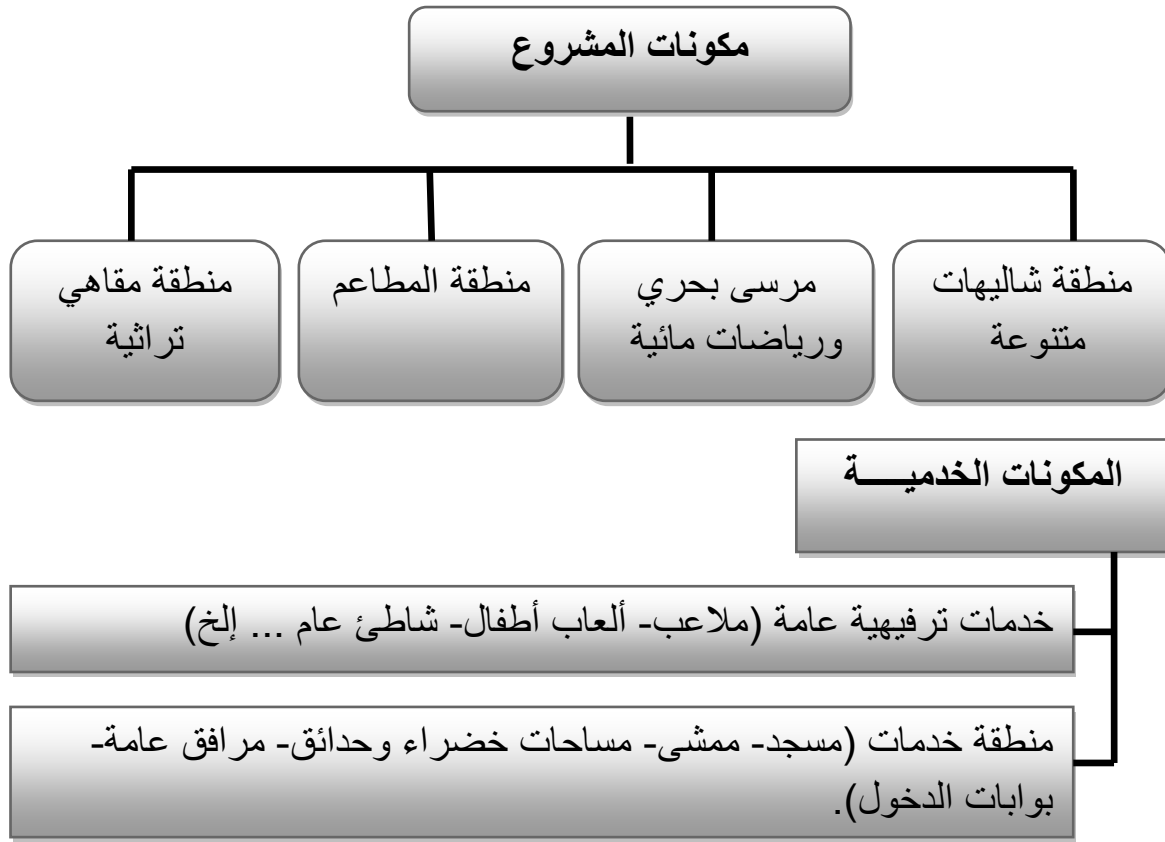 مكونات المشروع
منطقة شاليهات
متنوعة
مرسى بحري
ورياضات مائية
منطقة المطاعم
منطقة مقاهي
تراثية
المكونات الخدميـــــة
خدمات ترفيهية عامة (ملاعب- ألعاب أطفال- شاطئ عام ... إلخ)
منطقة خدمات (مسجد- ممشى- مساحات خضراء وحدائق- مرافق عامة-
بوابات الدخول).